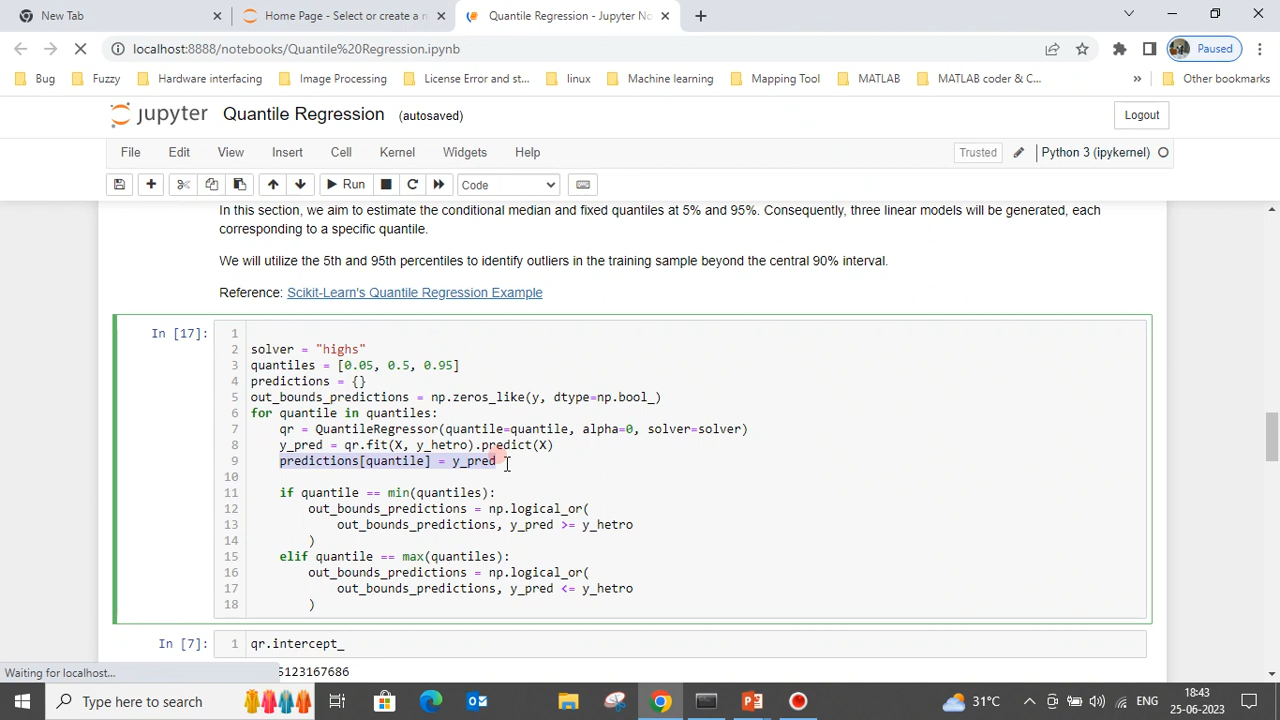 New Tab
Home Page - Select or create a n
Quantile Regression - Jupyter No
localhost:8888/notebooks/Quantile%20Regression.ipynb
Paused
Bug
Fuzzy
Hardware interfacing
Image Processing
License Error and st...
linux
Machine learning
Mapping Tool
MATLAB
MATLAB coder & C...
»
Other bookmarks
jupyter Quantile Regression (autosaved)
Logout
File Edit View Insert Cell Kernel Widgets Help
Trusted
Python 3 (ipykernel)
Run
Code
In this section, we aim to estimate the conditional median and fixed quantiles at 5% and 95%. Consequently, three linear models will be generated, each
corresponding to a specific quantile.
We will utilize the 5th and 95th percentiles to identify outliers in the training sample beyond the central 90% interval.
Reference: Scikit-Learn's Quantile Regression Example
In [17]:
1
2 solver = "highs"
3 quantiles = [0.05, 0.5, 0.95]
4 predictions = {}
5 out_bounds_predictions = np.zeros_like(y, dtype=np.bool_)
6 for quantile in quantiles:
7 qr = QuantileRegressor(quantile=quantile, alpha=0, solver=solver)
8 y_pred = qr.fit(X, y_hetro).predict(X)
9 predictions[quantile] = y_pred
10
11 if quantile == min(quantiles):
12 out_bounds_predictions = np.logical_or(
13 out_bounds_predictions, y_pred >= y_hetro
14 )
15 elif quantile == max(quantiles):
16 out_bounds_predictions = np.logical_or(
17 out_bounds_predictions, y_pred <= y_hetro
18 )
In [7]: 1 qr.intercept_
5123167686
Waiting for localhost...
Type here to search
31°C
ENG
18:43
25-06-2023